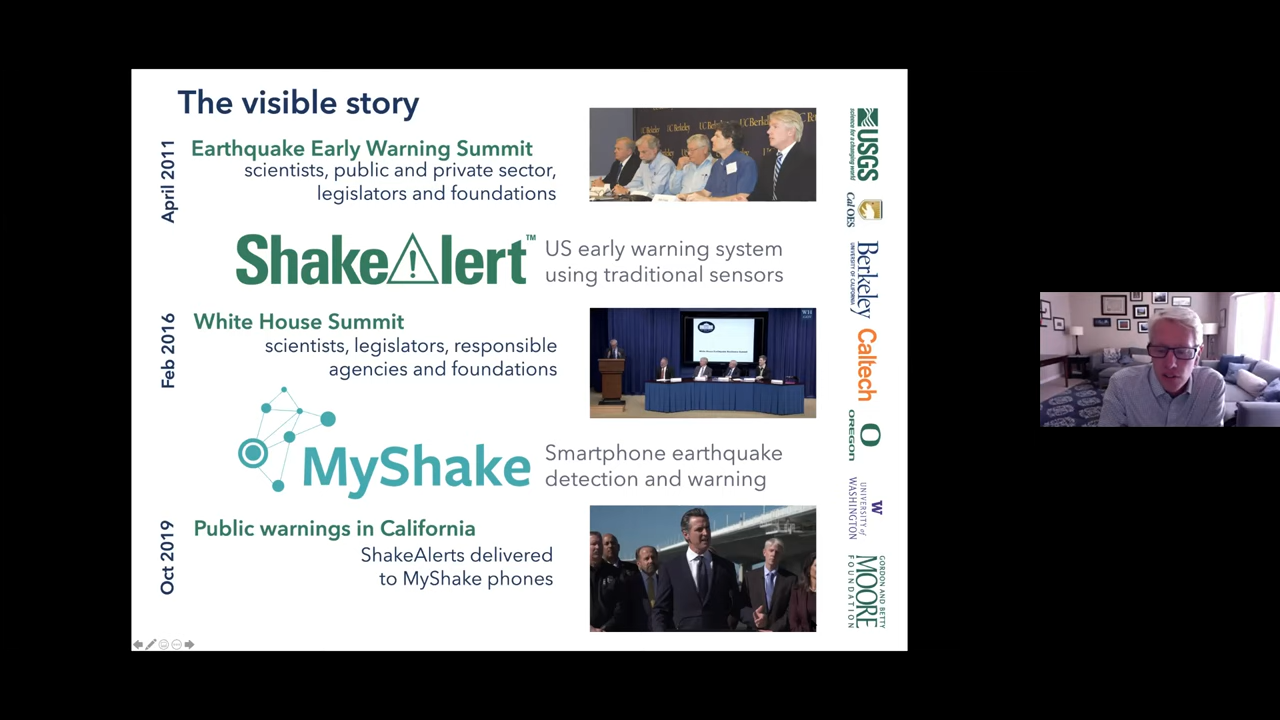 The visible story
April 2011
Earthquake Early Warning Summit
scientists, public and private sector,
legislators and foundations
ShakeAlert™
US early warning system
using traditional sensors
Feb 2016
White House Summit
scientists, legislators, responsible
agencies and foundations
MyShake
Smartphone earthquake
detection and warning
Oct 2019
Public warnings in California
ShakeAlerts delivered
to MyShake phones
UC Berkeley
USGS
science for a changing world
Cal OES
Berkeley
UNIVERSITY OF CALIFORNIA
Caltech
O
OREGON
W
UNIVERSITY of
WASHINGTON
GORDON AND BETTY
MOORE
FOUNDATION